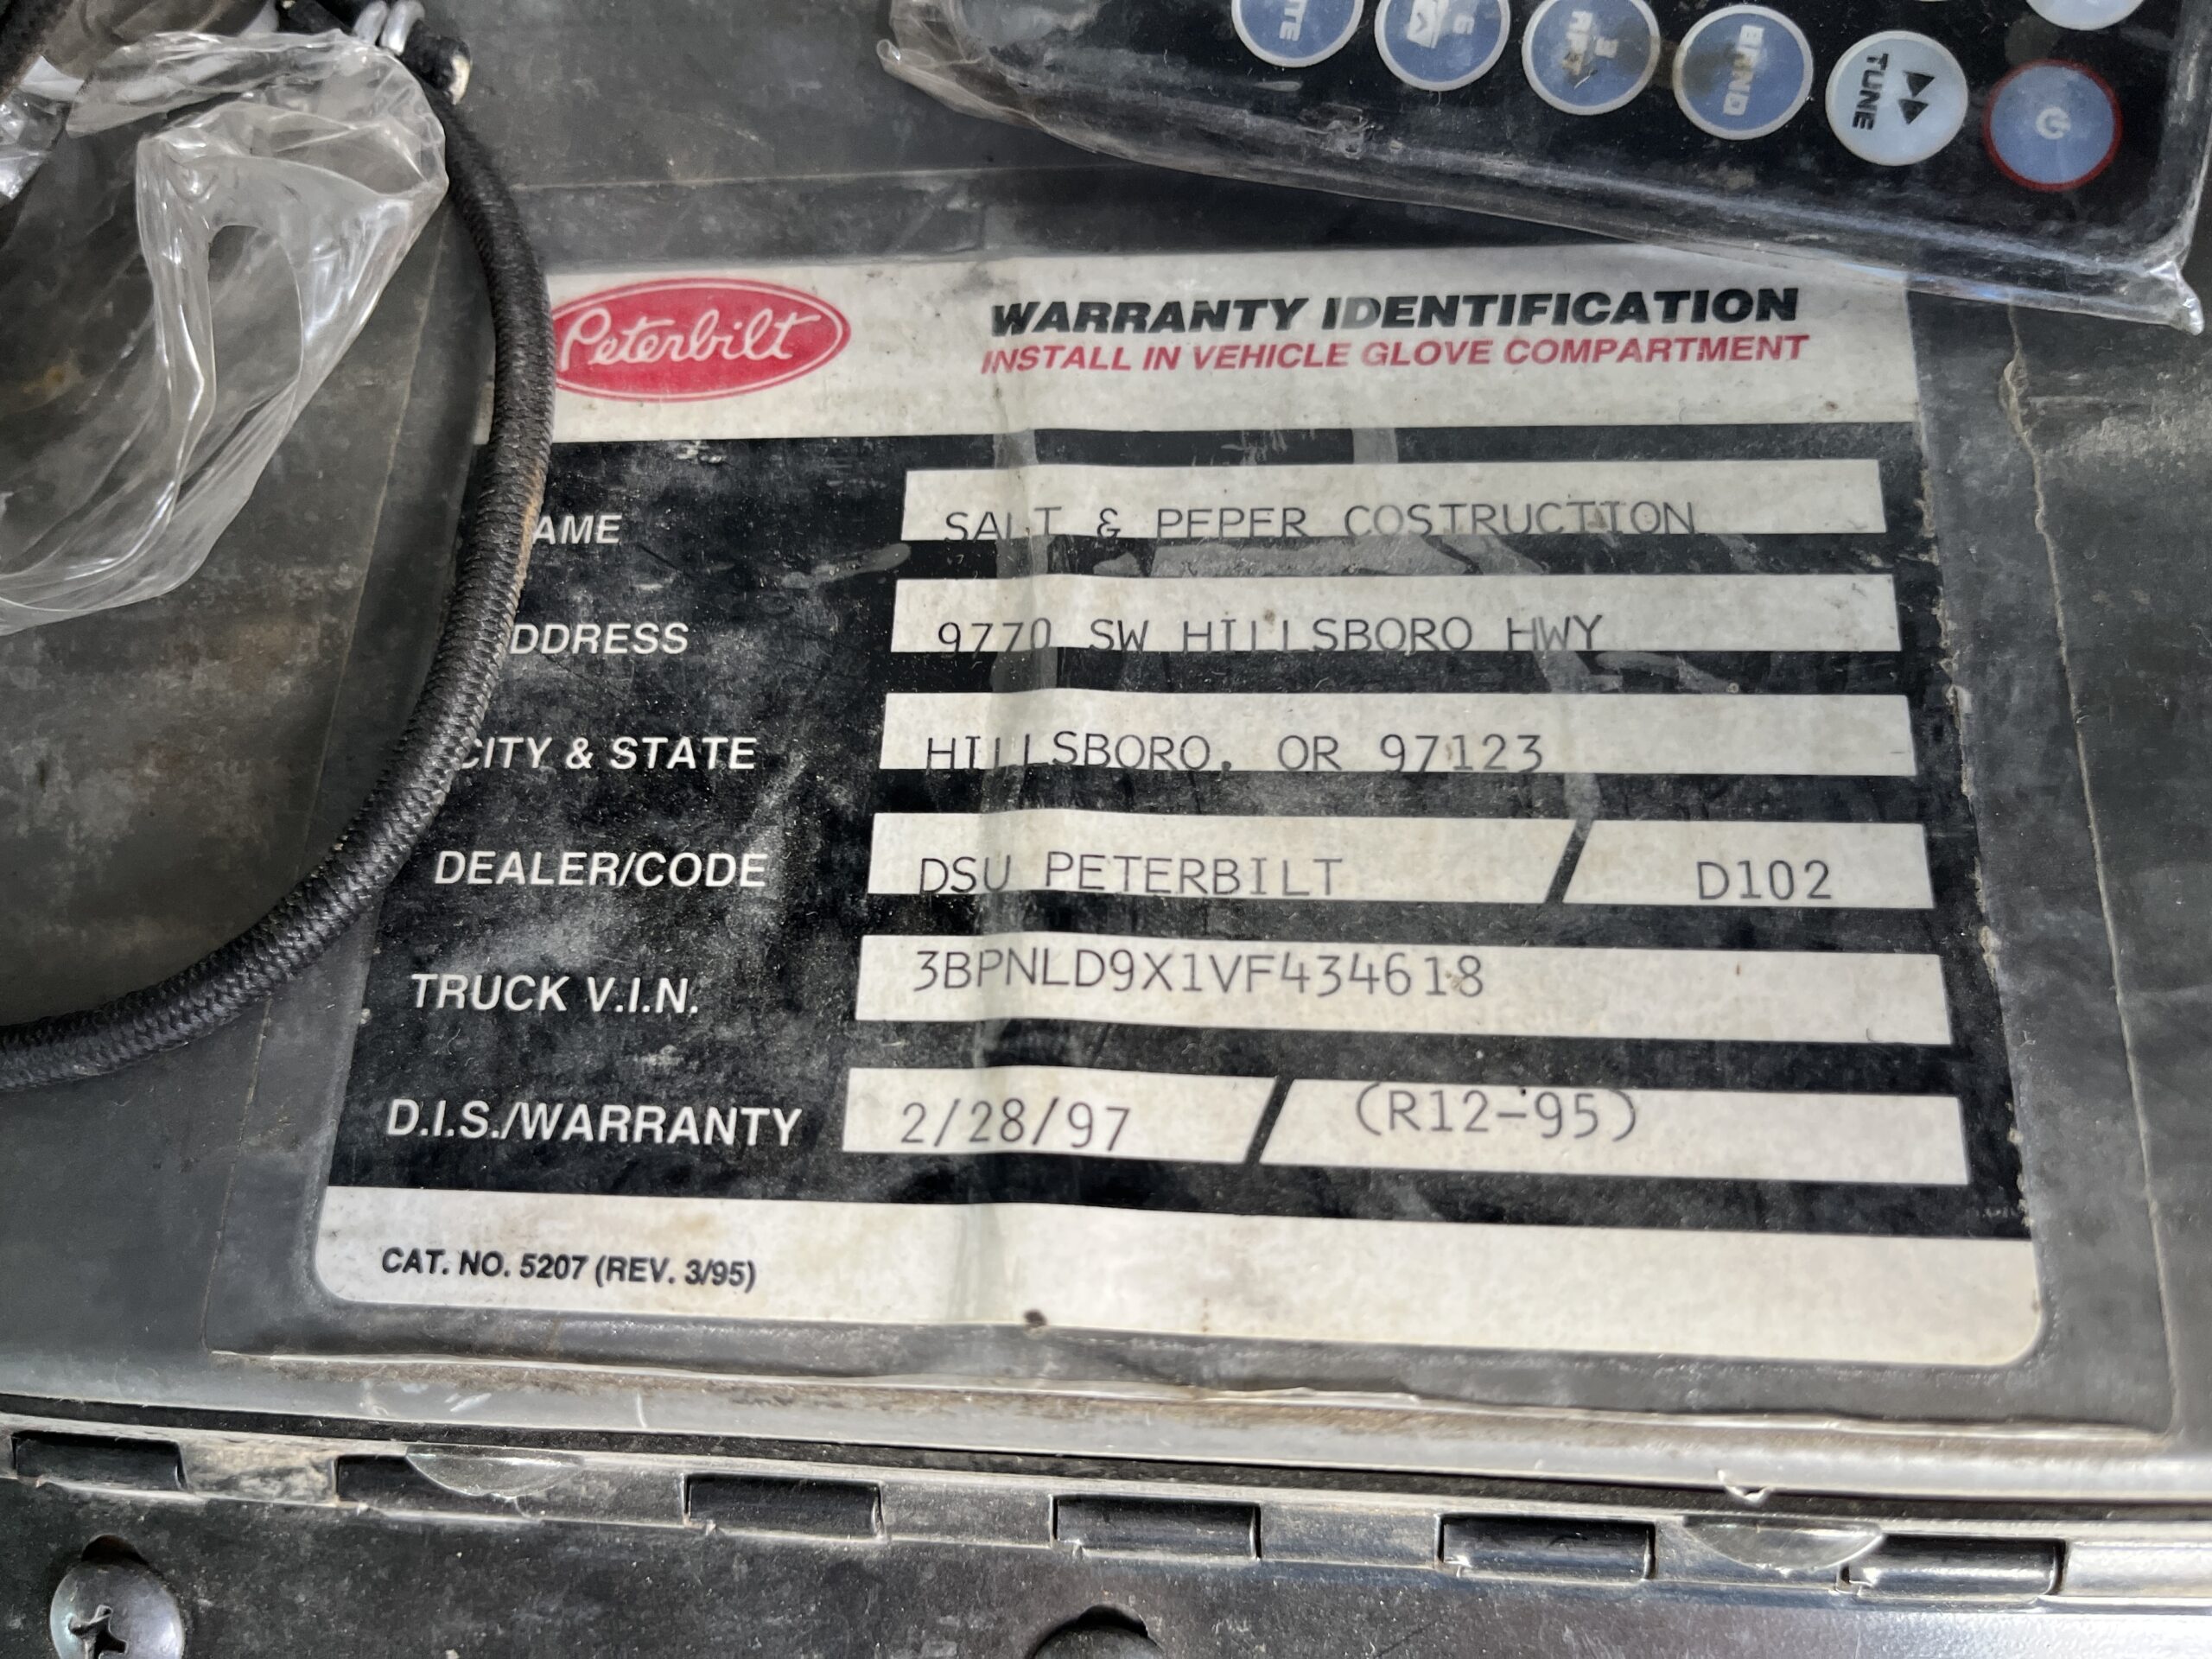 BAND
TUNE
Peterbilt
WARRANTY IDENTIFICATION
INSTALL IN VEHICLE GLOVE COMPARTMENT
AME SALT & PEPER COSTRUCTION
DDRESS 9770 SW HILLSBORO HWY
CITY & STATE HILLSBORO, OR 97123
DEALER/CODE DSU PETERBILT / D102
TRUCK V.I.N. 3BPNLD9X1VF434618
D.I.S./WARRANTY 2/28/97 / (R12-95)
CAT. NO. 5207 (REV. 3/95)